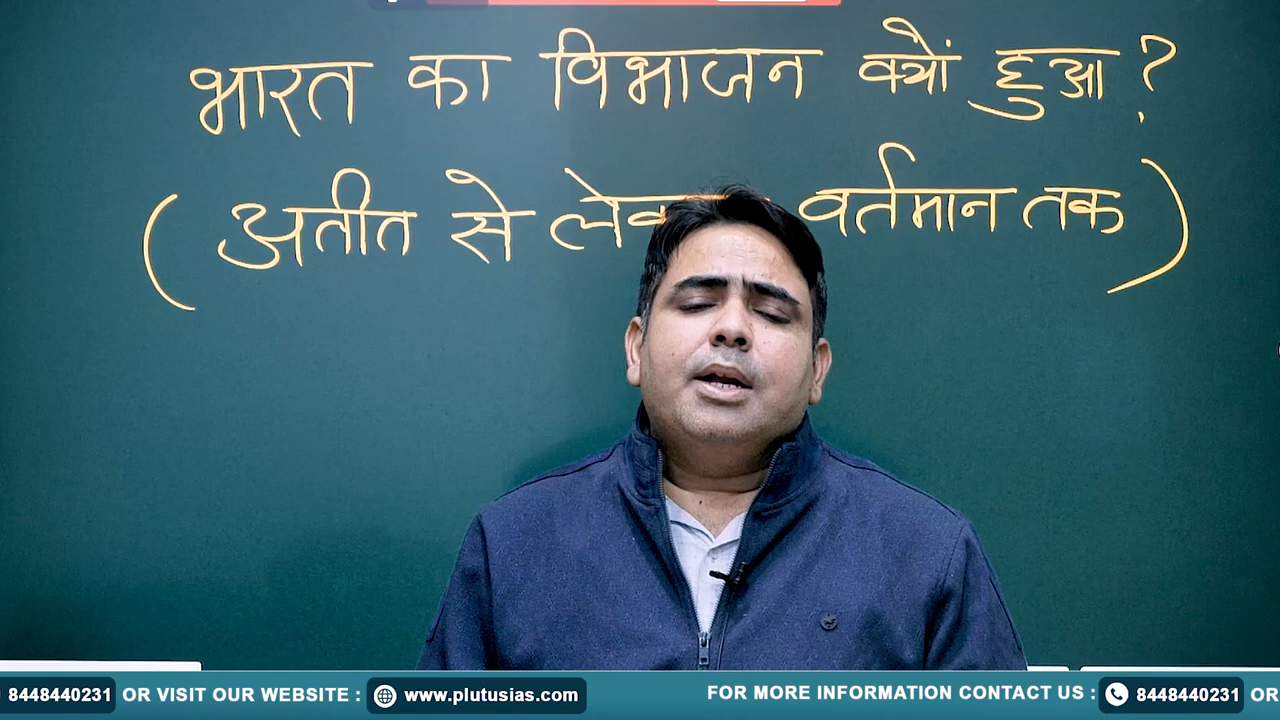 भारत का विभाजन क्यों हुआ ?
( अतीत से वर्तमान तक )
8448440231 OR VISIT OUR WEBSITE : www.plutusias.com FOR MORE INFORMATION CONTACT US : 8448440231 OR